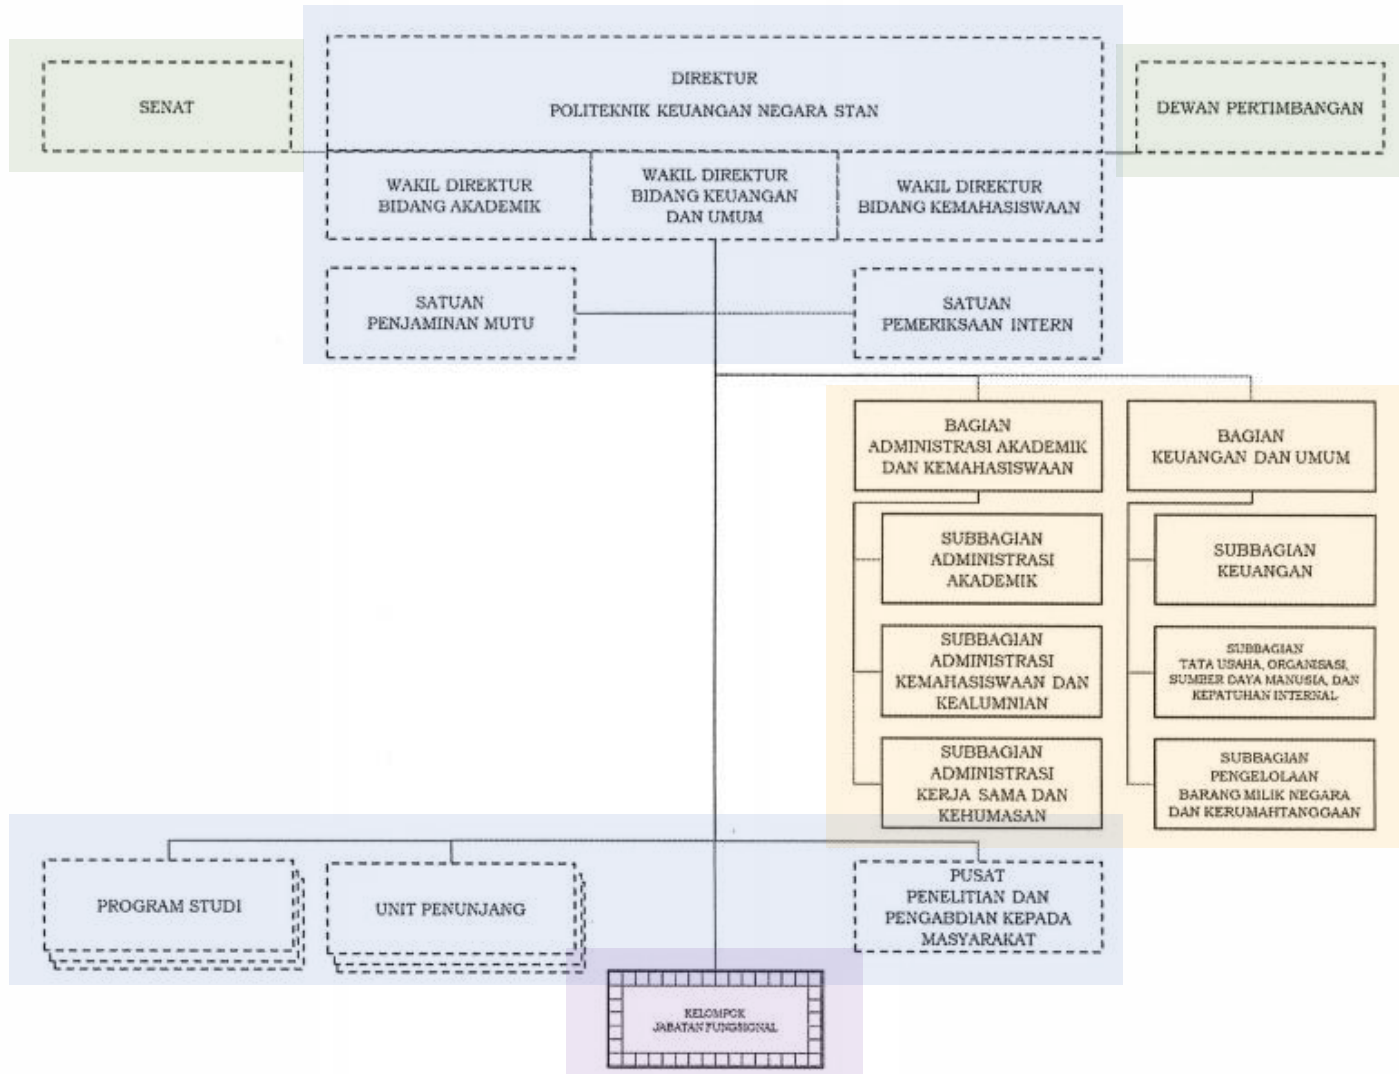 DIREKTUR
POLITEKNIK KEUANGAN NEGARA STAN
SENAT
DEWAN PERTIMBANGAN
WAKIL DIREKTUR
BIDANG AKADEMIK
WAKIL DIREKTUR
BIDANG KEUANGAN
DAN UMUM
WAKIL DIREKTUR
BIDANG KEMAHASISWAAN
SATUAN
PENJAMINAN MUTU
SATUAN
PEMERIKSAAN INTERN
BAGIAN
ADMINISTRASI AKADEMIK
DAN KEMAHASISWAAN
BAGIAN
KEUANGAN DAN UMUM
SUBBAGIAN
ADMINISTRASI
AKADEMIK
SUBBAGIAN
KEUANGAN
SUBBAGIAN
ADMINISTRASI
KEMAHASISWAAN DAN
KEALUMNIAN
SUBBAGIAN
TATA USAHA, ORGANISASI,
SUMBER DAYA MANUSIA, DAN
KEPATUHAN INTERNAL
SUBBAGIAN
ADMINISTRASI
KERJA SAMA DAN
KEHUMASAN
SUBBAGIAN
PENGELOLAAN
BARANG MILIK NEGARA
DAN KERUMAHTANGGAAN
PROGRAM STUDI
UNIT PENUNJANG
PUSAT
PENELITIAN DAN
PENGABDIAN KEPADA
MASYARAKAT
KELOMPOK
JABATAN FUNGSIONAL